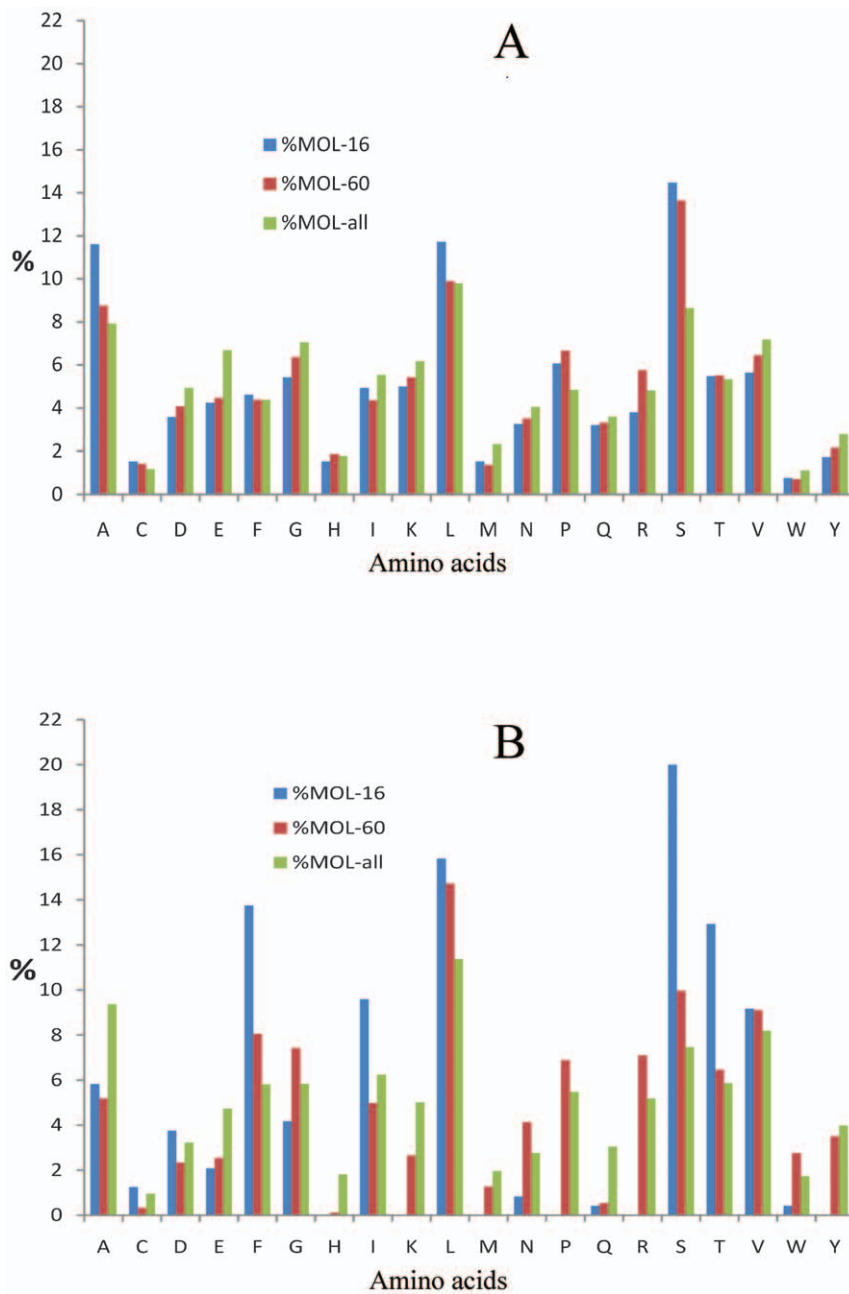 A
22
20
18
16
14
12
10
8
6
4
2
0
%
%MOL-16
%MOL-60
%MOL-all
A C D E F G H I K L M N P Q R S T V W Y
Amino acids
B
22
20
18
16
14
12
10
8
6
4
2
0
%
%MOL-16
%MOL-60
%MOL-all
A C D E F G H I K L M N P Q R S T V W Y
Amino acids